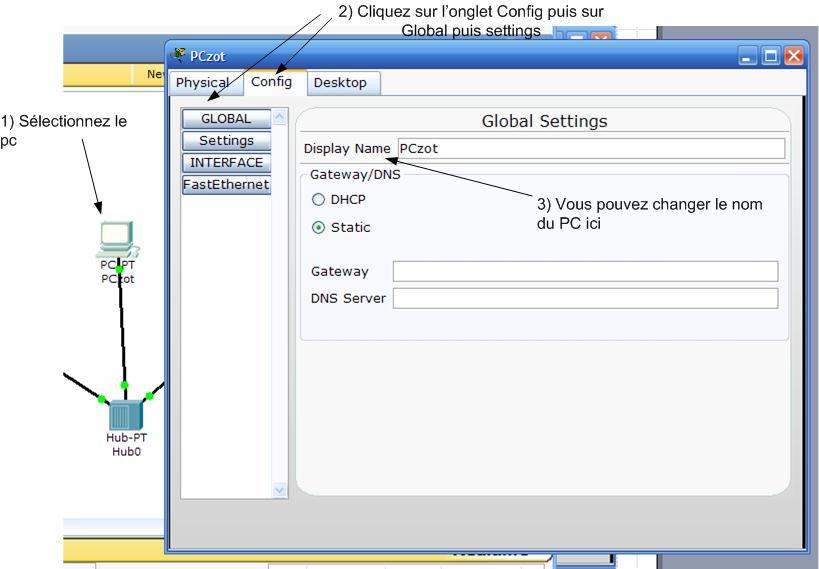 2) Cliquez sur l'onglet Config puis sur
Global puis settings
PCzot
Physical Config Desktop
1) Sélectionnez le
pc
GLOBAL
Settings
INTERFACE
FastEthernet
Global Settings
Display Name PCzot
Gateway/DNS
DHCP
Static
3) Vous pouvez changer le nom
du PC ici
Gateway
DNS Server
PC-PT
PCzot
Hub-PT
Hub0